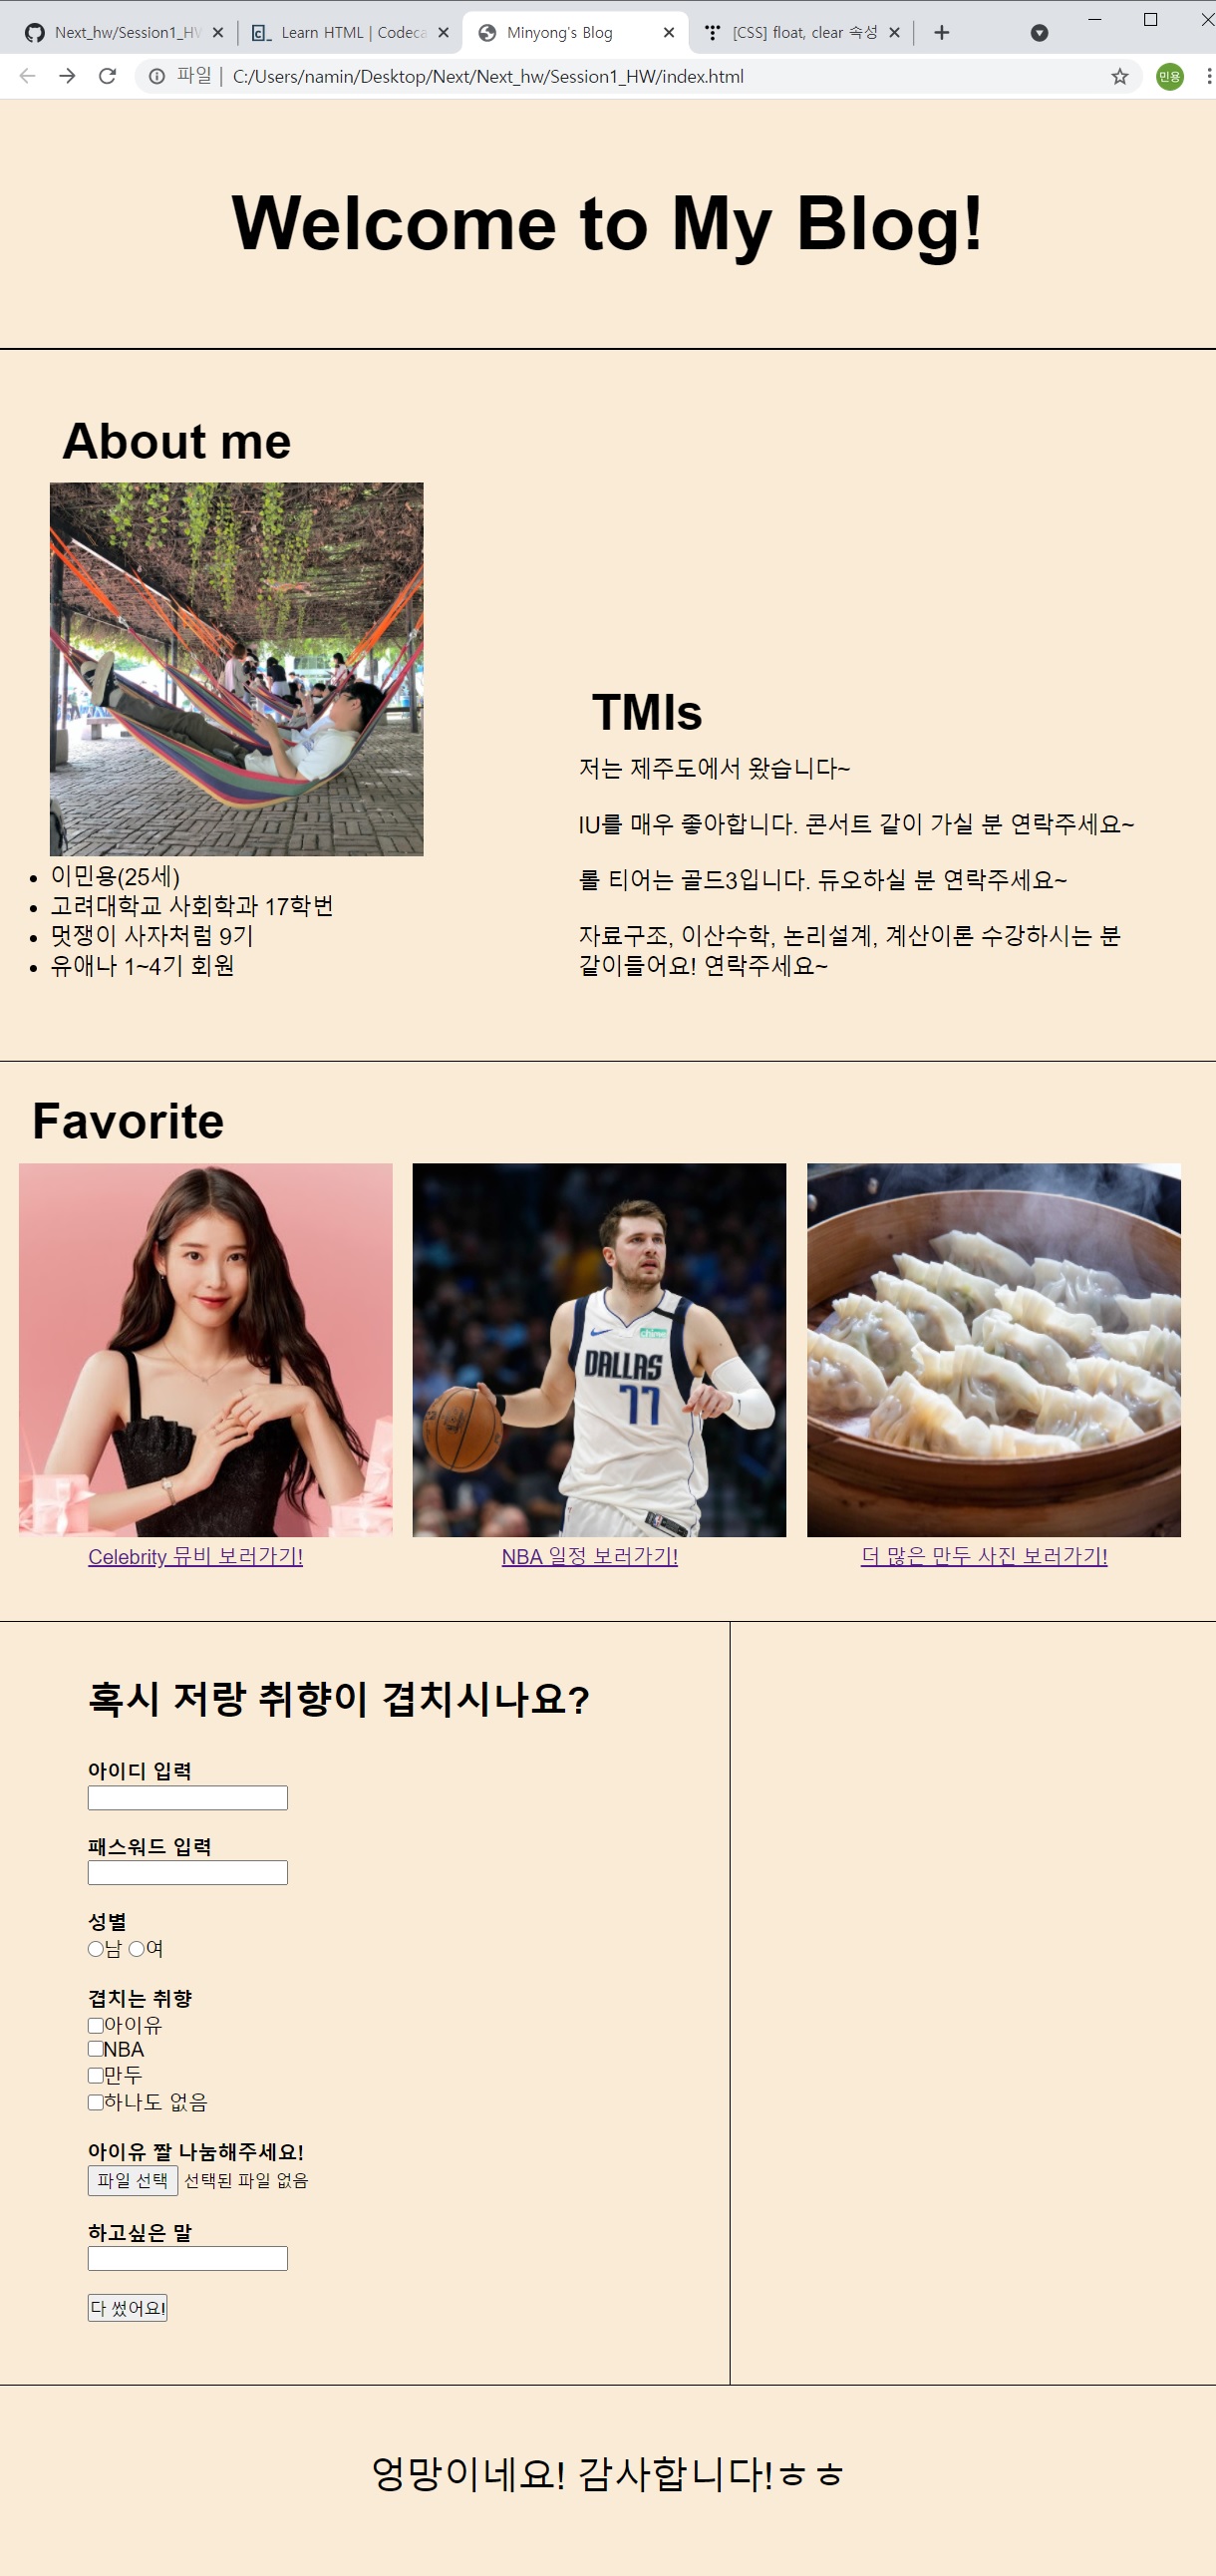 Next_hw/Session1_HW
Learn HTML | Codeca
Minyong's Blog
[CSS] float, clear 속성
파일 | C:/Users/namin/Desktop/Next/Next_hw/Session1_HW/index.html
민용
Welcome to My Blog!
About me
이민용(25세)
고려대학교 사회학과 17학번
멋쟁이 사자처럼 9기
유애나 1~4기 회원
TMIs
저는 제주도에서 왔습니다~
IU를 매우 좋아합니다. 콘서트 같이 가실 분 연락주세요~
롤 티어는 골드3입니다. 듀오하실 분 연락주세요~
자료구조, 이산수학, 논리설계, 계산이론 수강하시는 분
같이들어요! 연락주세요~
Favorite
chime
DALLAS
77
Celebrity 뮤비 보러가기!
NBA 일정 보러가기!
더 많은 만두 사진 보러가기!
혹시 저랑 취향이 겹치시나요?
아이디 입력
패스워드 입력
성별
남 여
겹치는 취향
아이유
NBA
만두
하나도 없음
아이유 짤 나눔해주세요!
파일 선택 선택된 파일 없음
하고싶은 말
다 썼어요!
엉망이네요! 감사합니다!ㅎㅎ